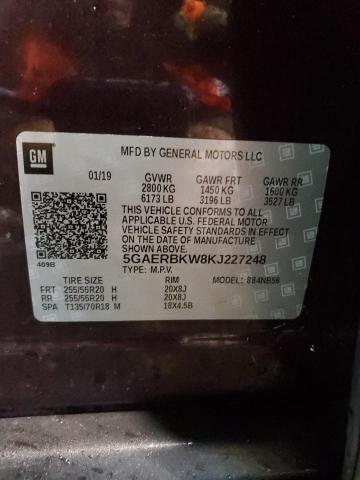 GM
MFD BY GENERAL MOTORS LLC
01/19 GVWR GAWR FRT GAWR RR
2800 KG 1450 KG 1600 KG
6173 LB 3196 LB 3527 LB
THIS VEHICLE CONFORMS TO ALL
APPLICABLE U.S. FEDERAL MOTOR
VEHICLE SAFETY STANDARDS IN
EFFECT ON THE DATE OF MANUFACTURE
SHOWN ABOVE.
409B 5GAERBKW8KJ227248
TYPE: M.P.V. MODEL: 884NB56
TIRE SIZE RIM
FRT 255/55R20 H 20X8J
RR 255/55R20 H 20X8J
SPA T135/70R18 M 18X4.5B